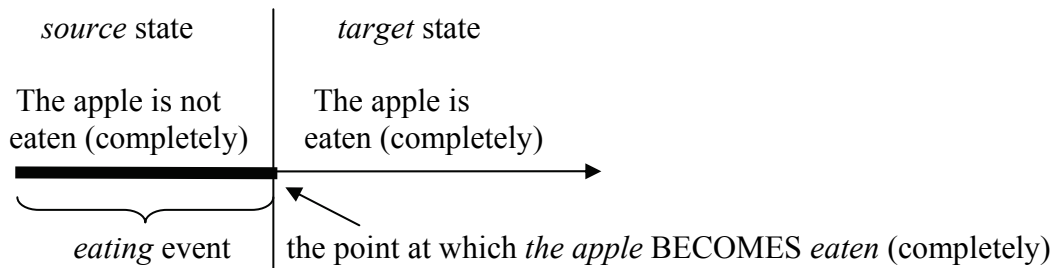 source state
target state
The apple is not
eaten (completely)
The apple is
eaten (completely)
eating event
the point at which the apple BECOMES eaten (completely)